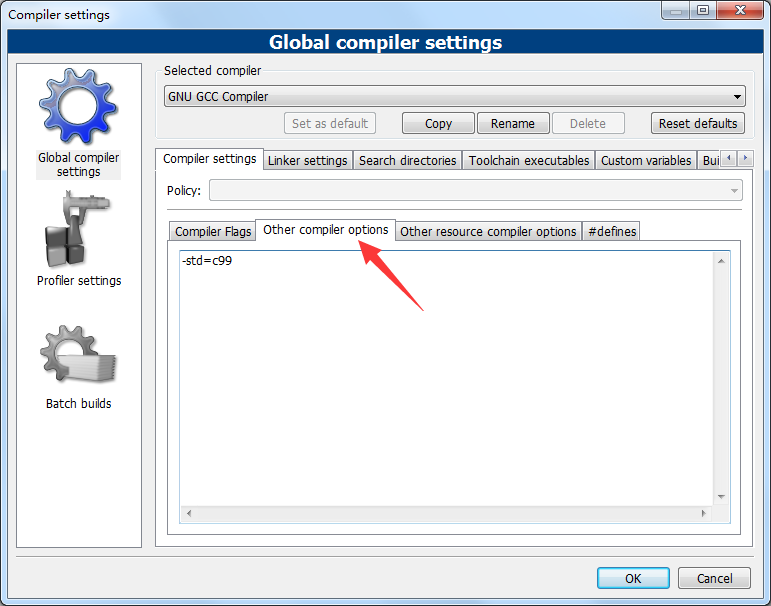 Compiler settings
Global compiler settings
Global compiler
settings
Profiler settings
Batch builds
Selected compiler
GNU GCC Compiler
Set as default
Copy
Rename
Delete
Reset defaults
Compiler settings
Linker settings
Search directories
Toolchain executables
Custom variables
Bui
Policy:
Compiler Flags
Other compiler options
Other resource compiler options
#defines
-std=c99
OK
Cancel